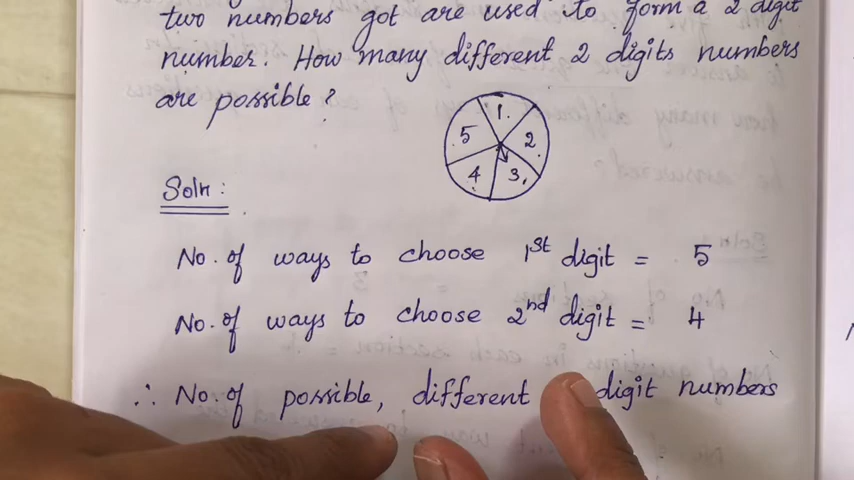 two numbers got are used to form a 2 digit
number. How many different 2 digits numbers
are possible?
1.
5
2.
4
3.
Soln:
No. of ways to choose 1st digit = 5
No. of ways to choose 2nd digit = 4
∴ No. of possible, different digit numbers